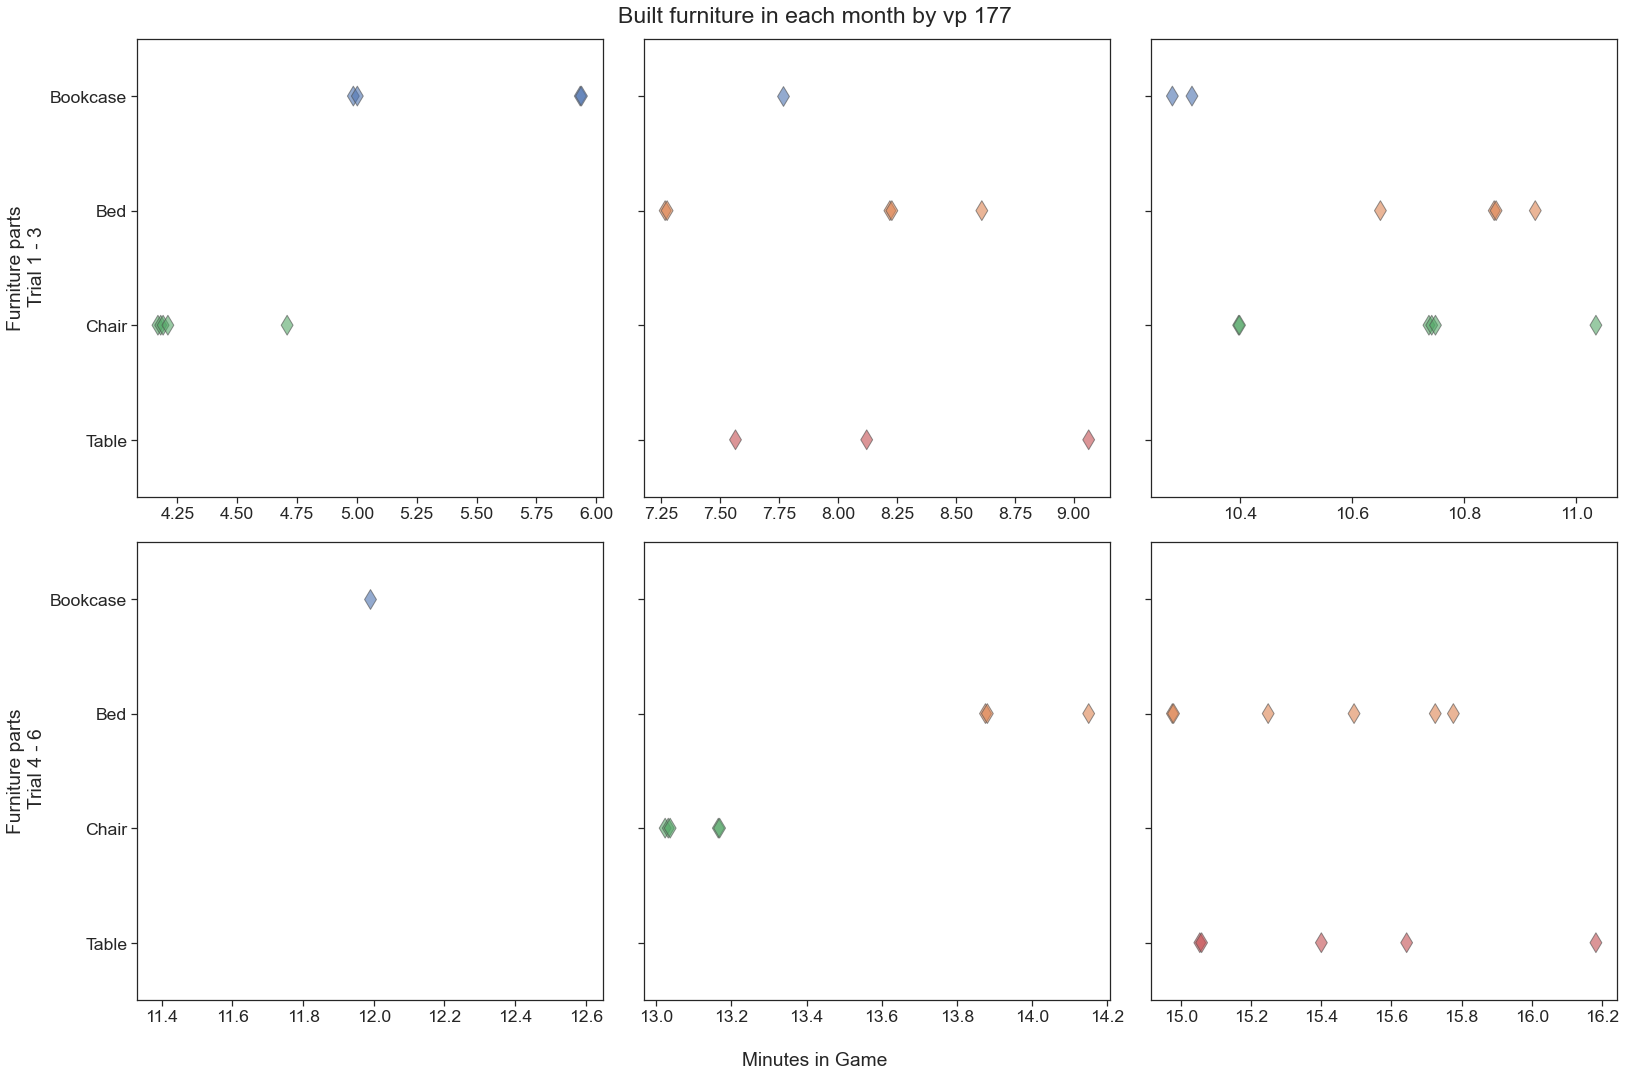 Built furniture in each month by vp 177
Furniture parts
Trial 1 - 3
Bookcase
Bed
Chair
Table
4.25 4.50 4.75 5.00 5.25 5.50 5.75 6.00
7.25 7.50 7.75 8.00 8.25 8.50 8.75 9.00
10.4 10.6 10.8 11.0
Furniture parts
Trial 4 - 6
Bookcase
Bed
Chair
Table
11.4 11.6 11.8 12.0 12.2 12.4 12.6
13.0 13.2 13.4 13.6 13.8 14.0 14.2
15.0 15.2 15.4 15.6 15.8 16.0 16.2
Minutes in Game